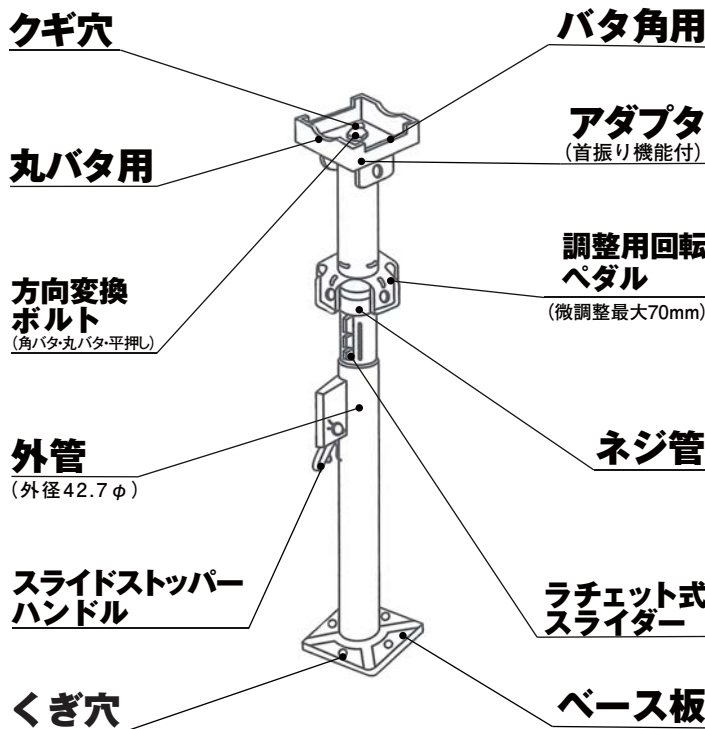 クギ穴
バタ角用
アダプタ
(首振り機能付)
丸バタ用
調整用回転
ペダル
(微調整最大70mm)
方向変換
ボルト
(角バタ・丸バタ・平押し)
外管
(外径42.7φ)
ネジ管
スライドストッパー
ハンドル
ラチェット式
スライダー
くぎ穴
ベース板